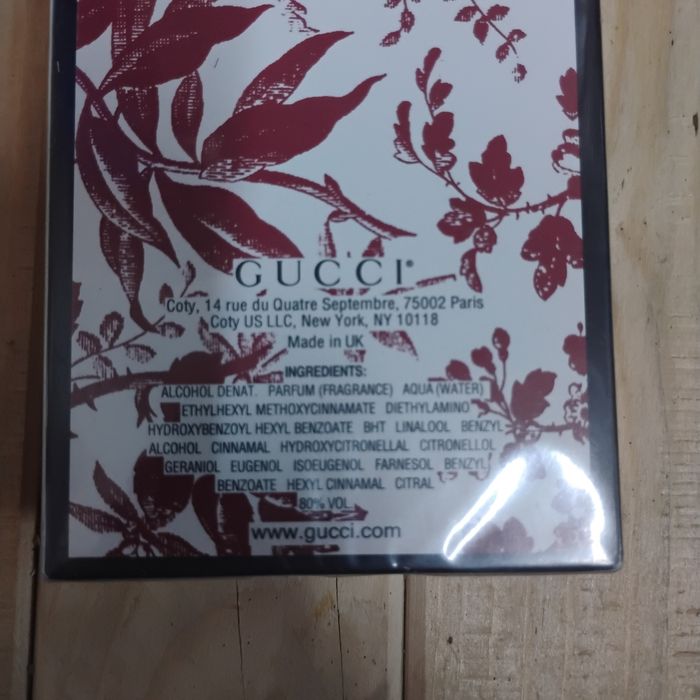 GUCCI®
Coty, 14 rue du Quatre Septembre, 75002 Paris
Coty US LLC, New York, NY 10118
Made in UK
INGREDIENTS:
ALCOHOL DENAT. PARFUM (FRAGRANCE) AQUA (WATER)
ETHYLHEXYL METHOXYCINNAMATE DIETHYLAMINO
HYDROXYBENZOYL HEXYL BENZOATE BHT LINALOOL BENZYL
ALCOHOL CINNAMAL HYDROXYCITRONELLAL CITRONELLOL
GERANIOL EUGENOL ISOEUGENOL FARNESOL BENZYL
BENZOATE HEXYL CINNAMAL CITRAL
80% VOL.
www.gucci.com